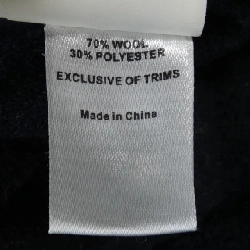 70% WOOL
30% POLYESTER
EXCLUSIVE OF TRIMS
Made in China